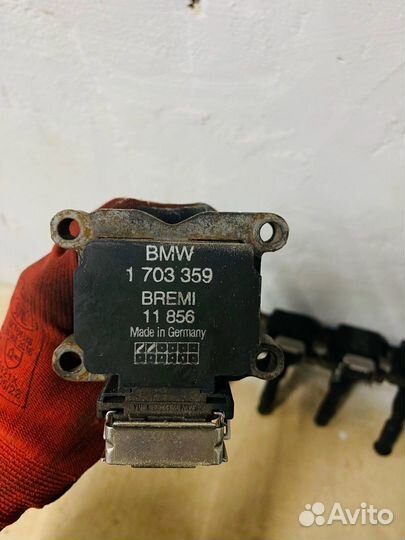 BMW
1 703 359
BREMI
11 856
Made in Germany
Avito